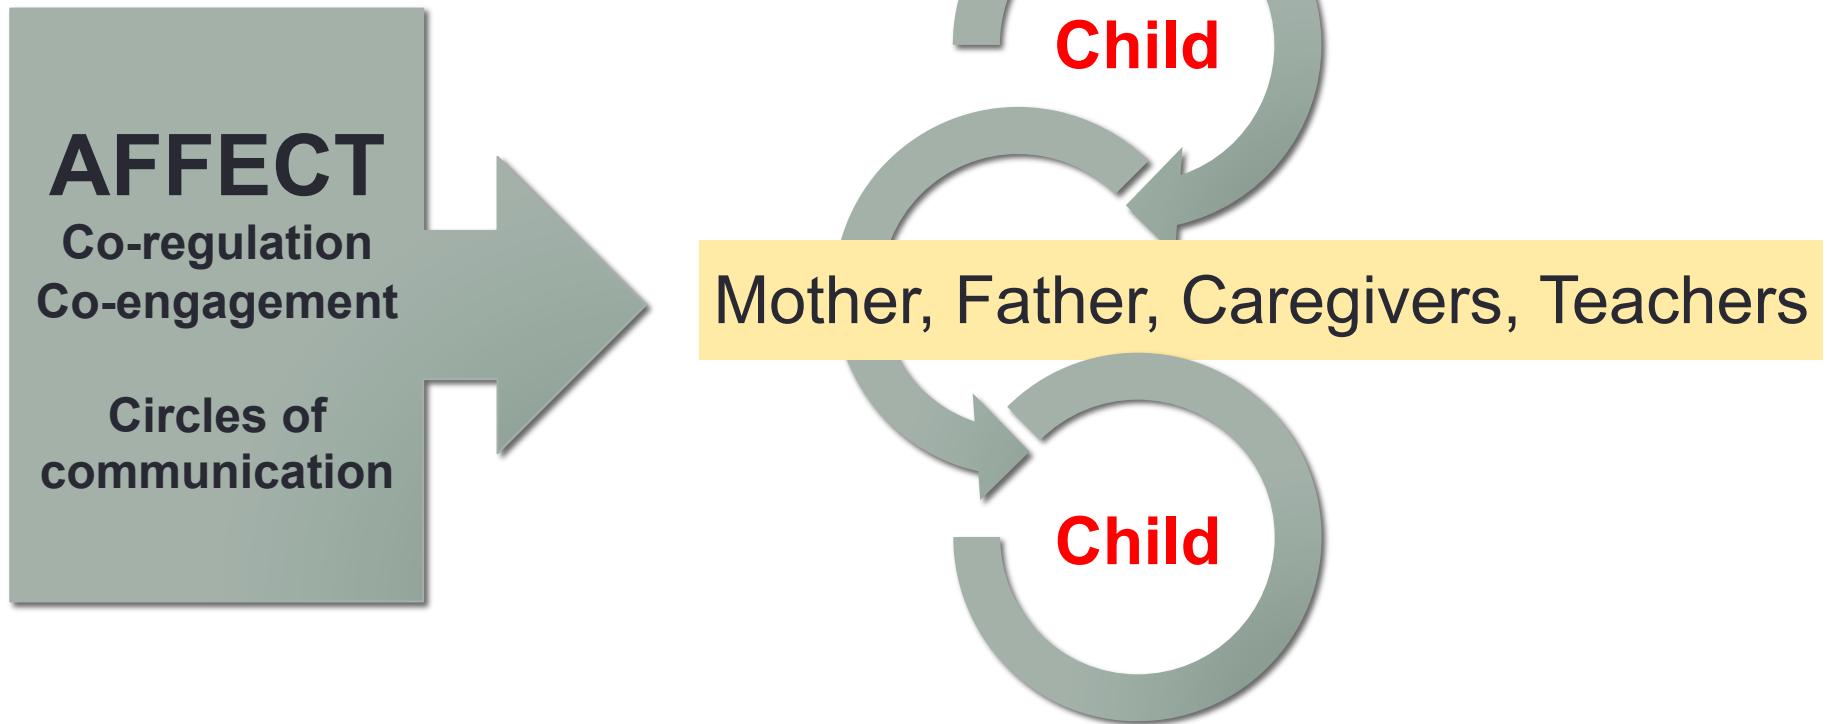 AFFECT
Co-regulation
Co-engagement
Circles of
communication
Child
Mother, Father, Caregivers, Teachers
Child